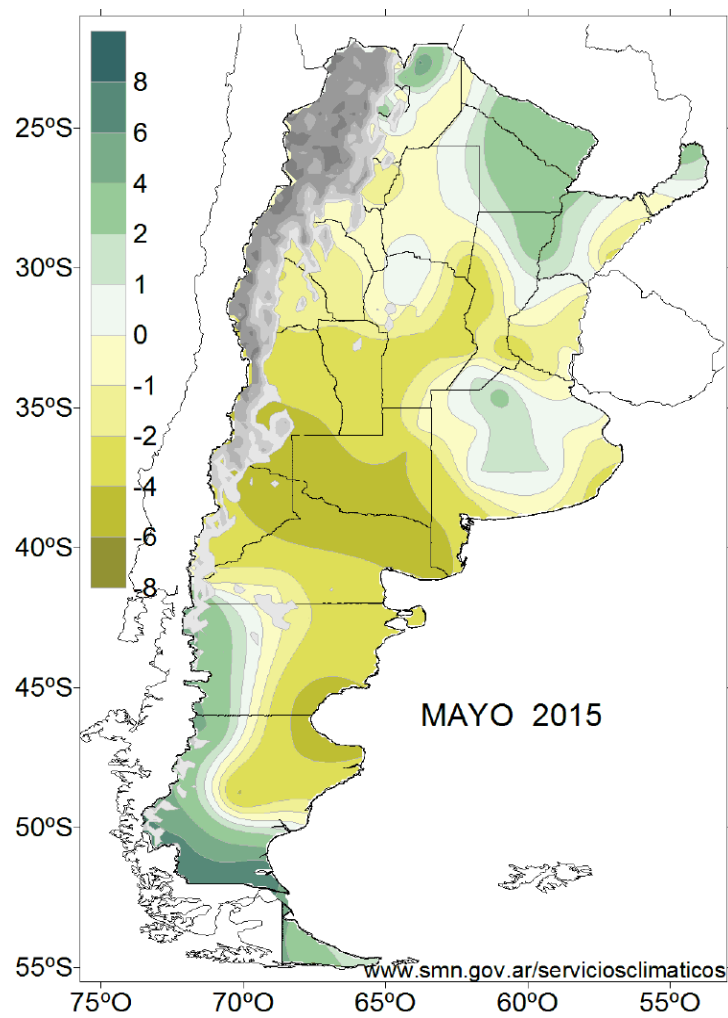 8
6
4
2
1
0
-1
-2
-4
-6
8
25ºS
30ºS
35ºS
40ºS
45ºS
50ºS
55ºS
MAYO 2015
www.smn.gov.ar/serviciosclimaticos
75ºO
70ºO
65ºO
60ºO
55ºO